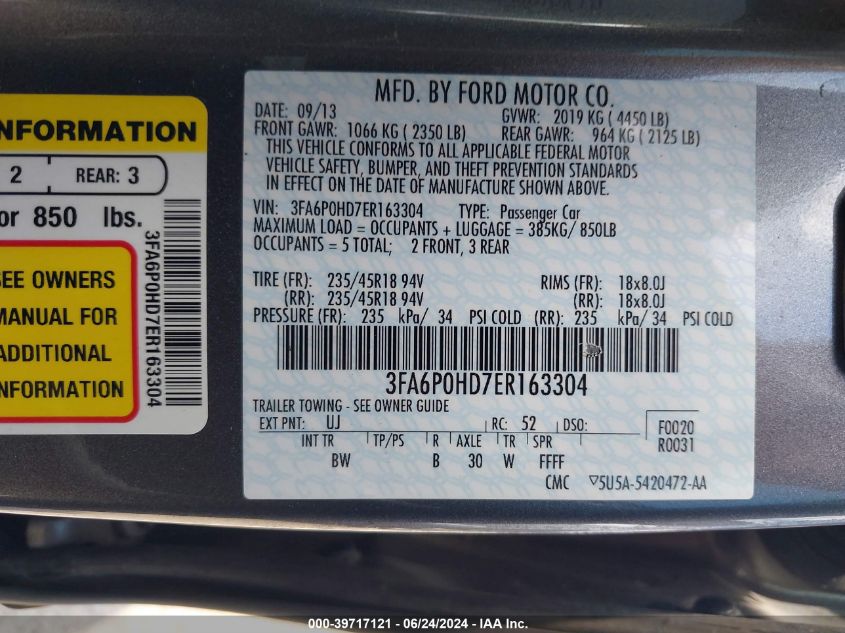 NFORMATION
2 REAR: 3
or 850 lbs.
SEE OWNERS
MANUAL FOR
ADDITIONAL
INFORMATION
3FA6P0HD7ER163304
MFD. BY FORD MOTOR CO.
DATE: 09/13 GVWR: 2019 KG ( 4450 LB)
FRONT GAWR: 1066 KG ( 2350 LB) REAR GAWR: 964 KG ( 2125 LB)
THIS VEHICLE CONFORMS TO ALL APPLICABLE FEDERAL MOTOR
VEHICLE SAFETY, BUMPER, AND THEFT PREVENTION STANDARDS
IN EFFECT ON THE DATE OF MANUFACTURE SHOWN ABOVE.
VIN: 3FA6P0HD7ER163304 TYPE: Passenger Car
MAXIMUM LOAD = OCCUPANTS + LUGGAGE = 385KG/ 850LB
OCCUPANTS = 5 TOTAL; 2 FRONT, 3 REAR
TIRE (FR): 235/45R18 94V RIMS (FR): 18x8.0J
(RR): 235/45R18 94V (RR): 18x8.0J
PRESSURE (FR): 235 kPa/ 34 PSI COLD (RR): 235 kPa/ 34 PSI COLD
3FA6P0HD7ER163304
TRAILER TOWING - SEE OWNER GUIDE
EXT PNT: UJ RC: 52 DSO: F0020
INT TR TP/PS R AXLE TR SPR R0031
BW B 30 W FFFF
CMC ▽5U5A-5420472-AA
000-39717121 - 06/24/2024 - IAA Inc.